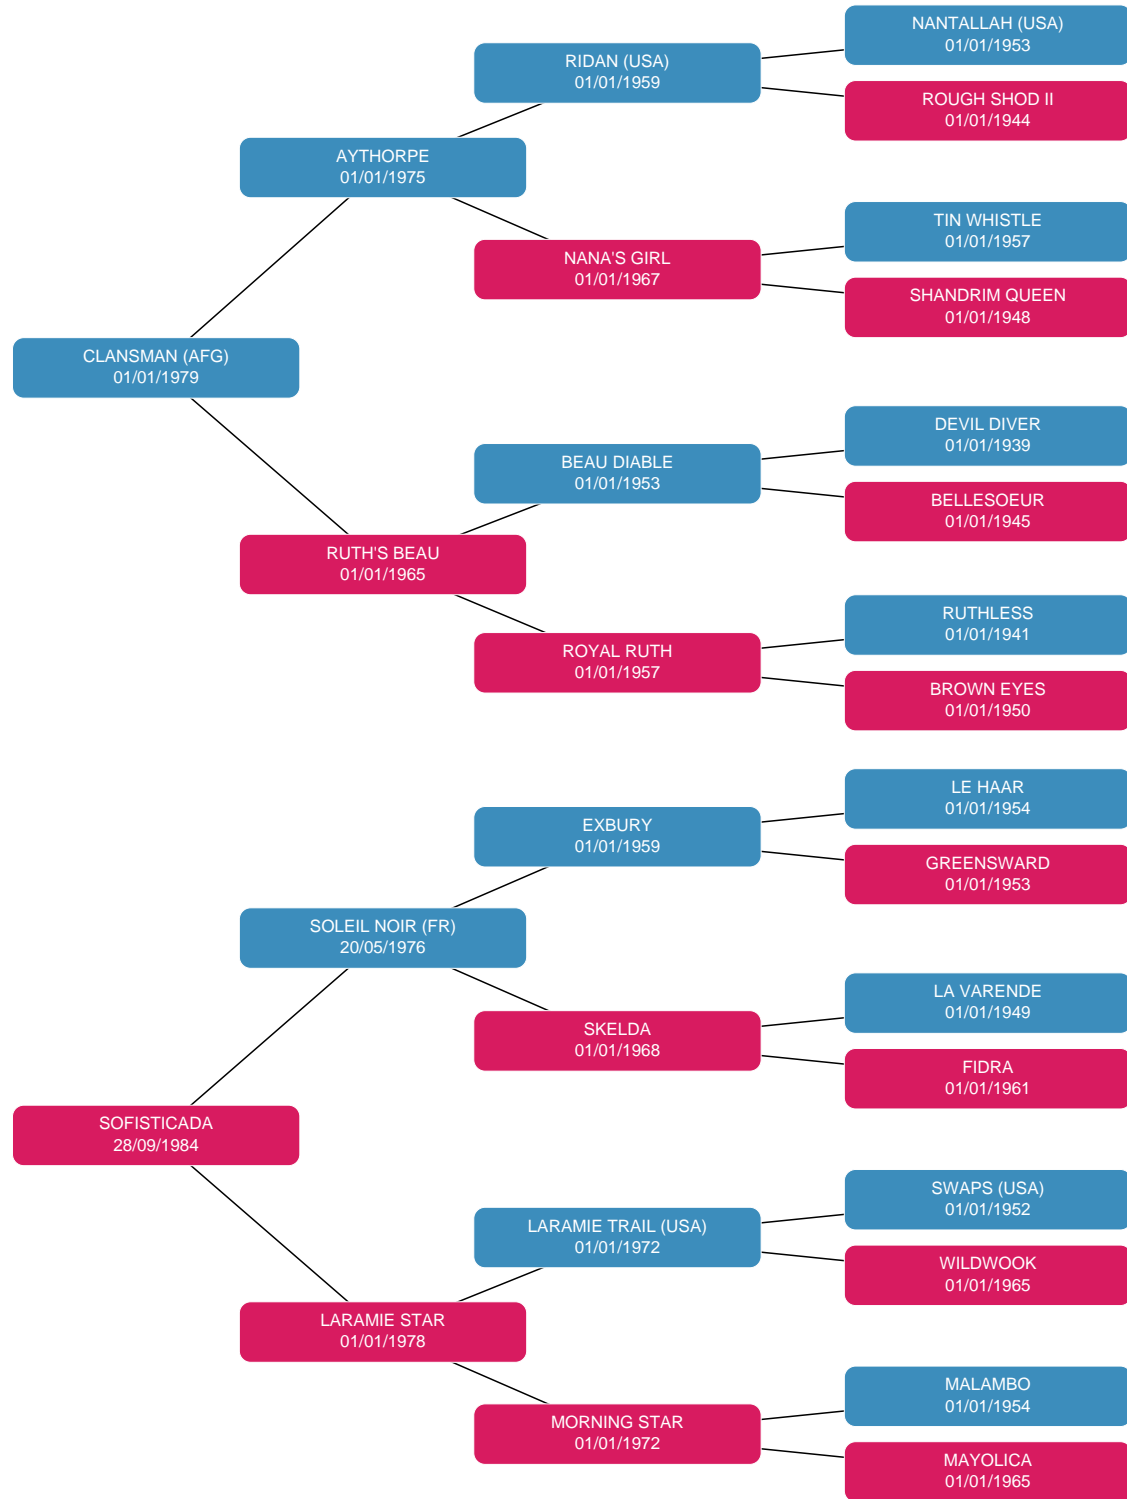 NANTALLAH (USA)
01/01/1953
RIDAN (USA)
01/01/1959
ROUGH SHOD II
01/01/1944
AYTHORPE
01/01/1975
TIN WHISTLE
01/01/1957
NANA'S GIRL
01/01/1967
SHANDRIM QUEEN
01/01/1948
CLANSMAN (AFG)
01/01/1979
DEVIL DIVER
01/01/1939
BEAU DIABLE
01/01/1953
BELLESOEUR
01/01/1945
RUTH'S BEAU
01/01/1965
RUTHLESS
01/01/1941
ROYAL RUTH
01/01/1957
BROWN EYES
01/01/1950
LE HAAR
01/01/1954
EXBURY
01/01/1959
GREENSWARD
01/01/1953
SOLEIL NOIR (FR)
20/05/1976
LA VARENDE
01/01/1949
SKELDA
01/01/1968
FIDRA
01/01/1961
SOFISTICADA
28/09/1984
SWAPS (USA)
01/01/1952
LARAMIE TRAIL (USA)
01/01/1972
WILDWOOK
01/01/1965
LARAMIE STAR
01/01/1978
MALAMBO
01/01/1954
MORNING STAR
01/01/1972
MAYOLICA
01/01/1965